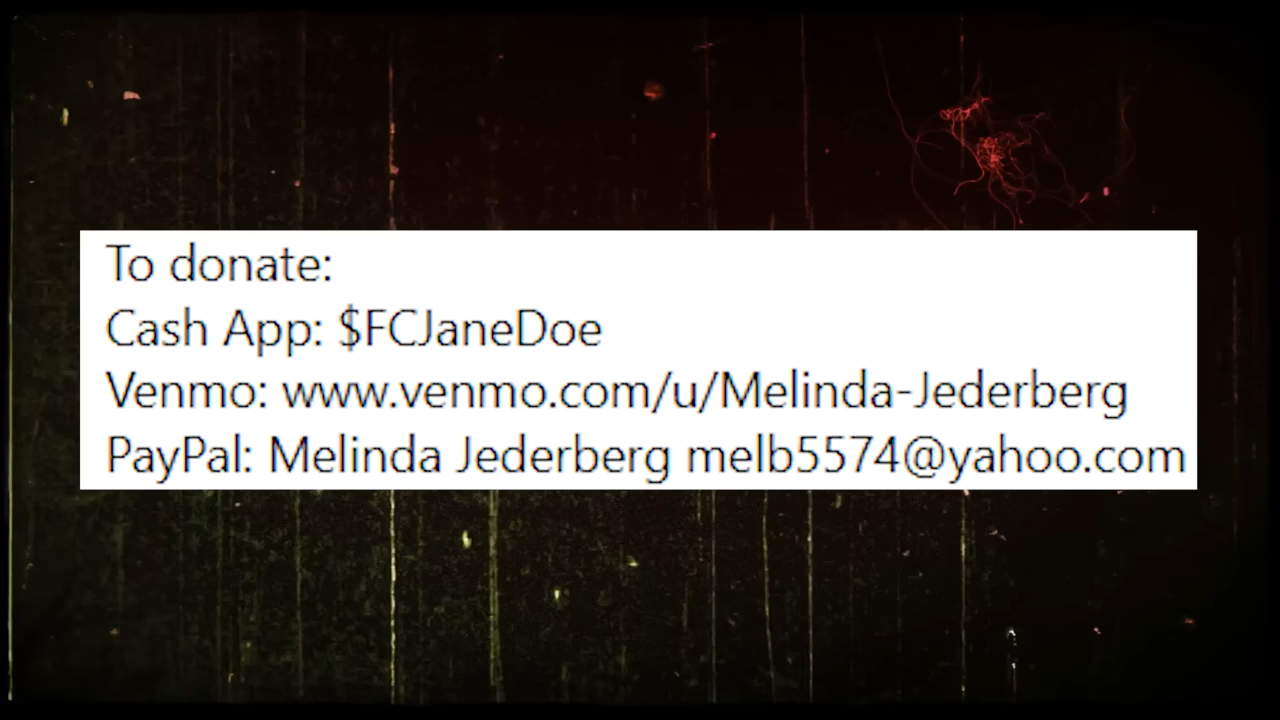 To donate:
Cash App: $FCJaneDoe
Venmo: www.venmo.com/u/Melinda-Jederberg
PayPal: Melinda Jederberg melb5574@yahoo.com